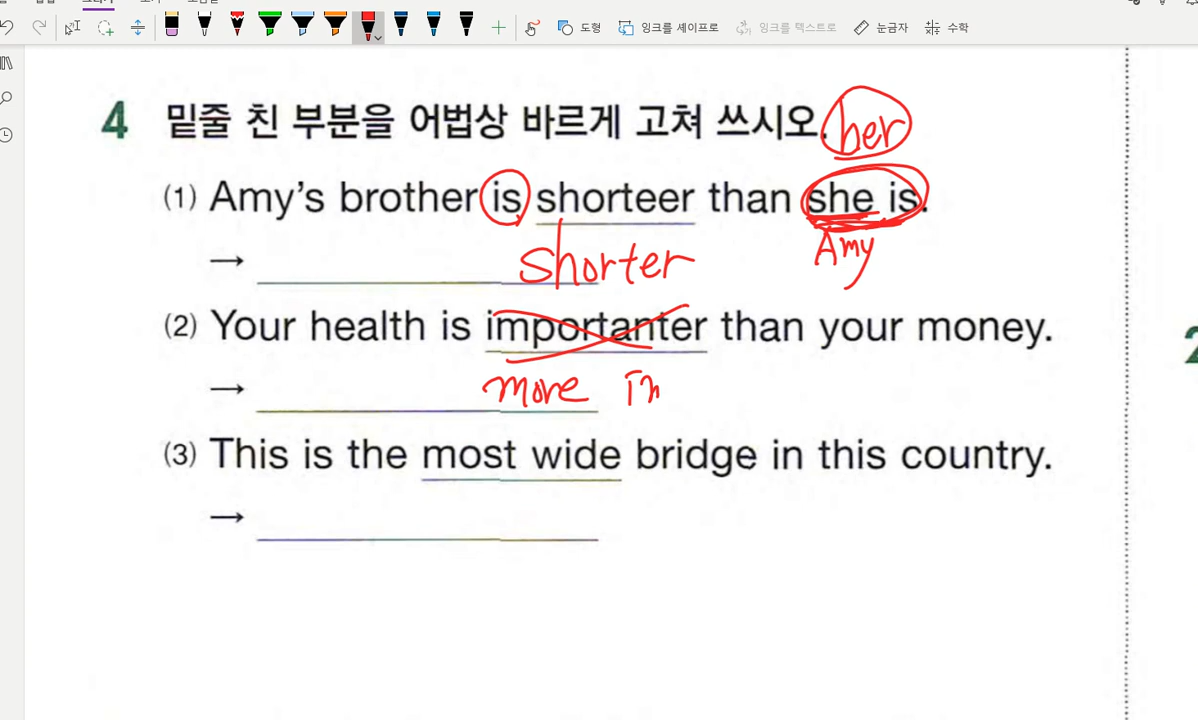 도형 잉크를 셰이프로 잉크를 텍스트로 눈금자 수학
4 밑줄 친 부분을 어법상 바르게 고쳐 쓰시오. her
(1) Amy's brother is shorteer than she is.
Amy
→ shorter
(2) Your health is importanter than your money.
→ more im
(3) This is the most wide bridge in this country.
→
2